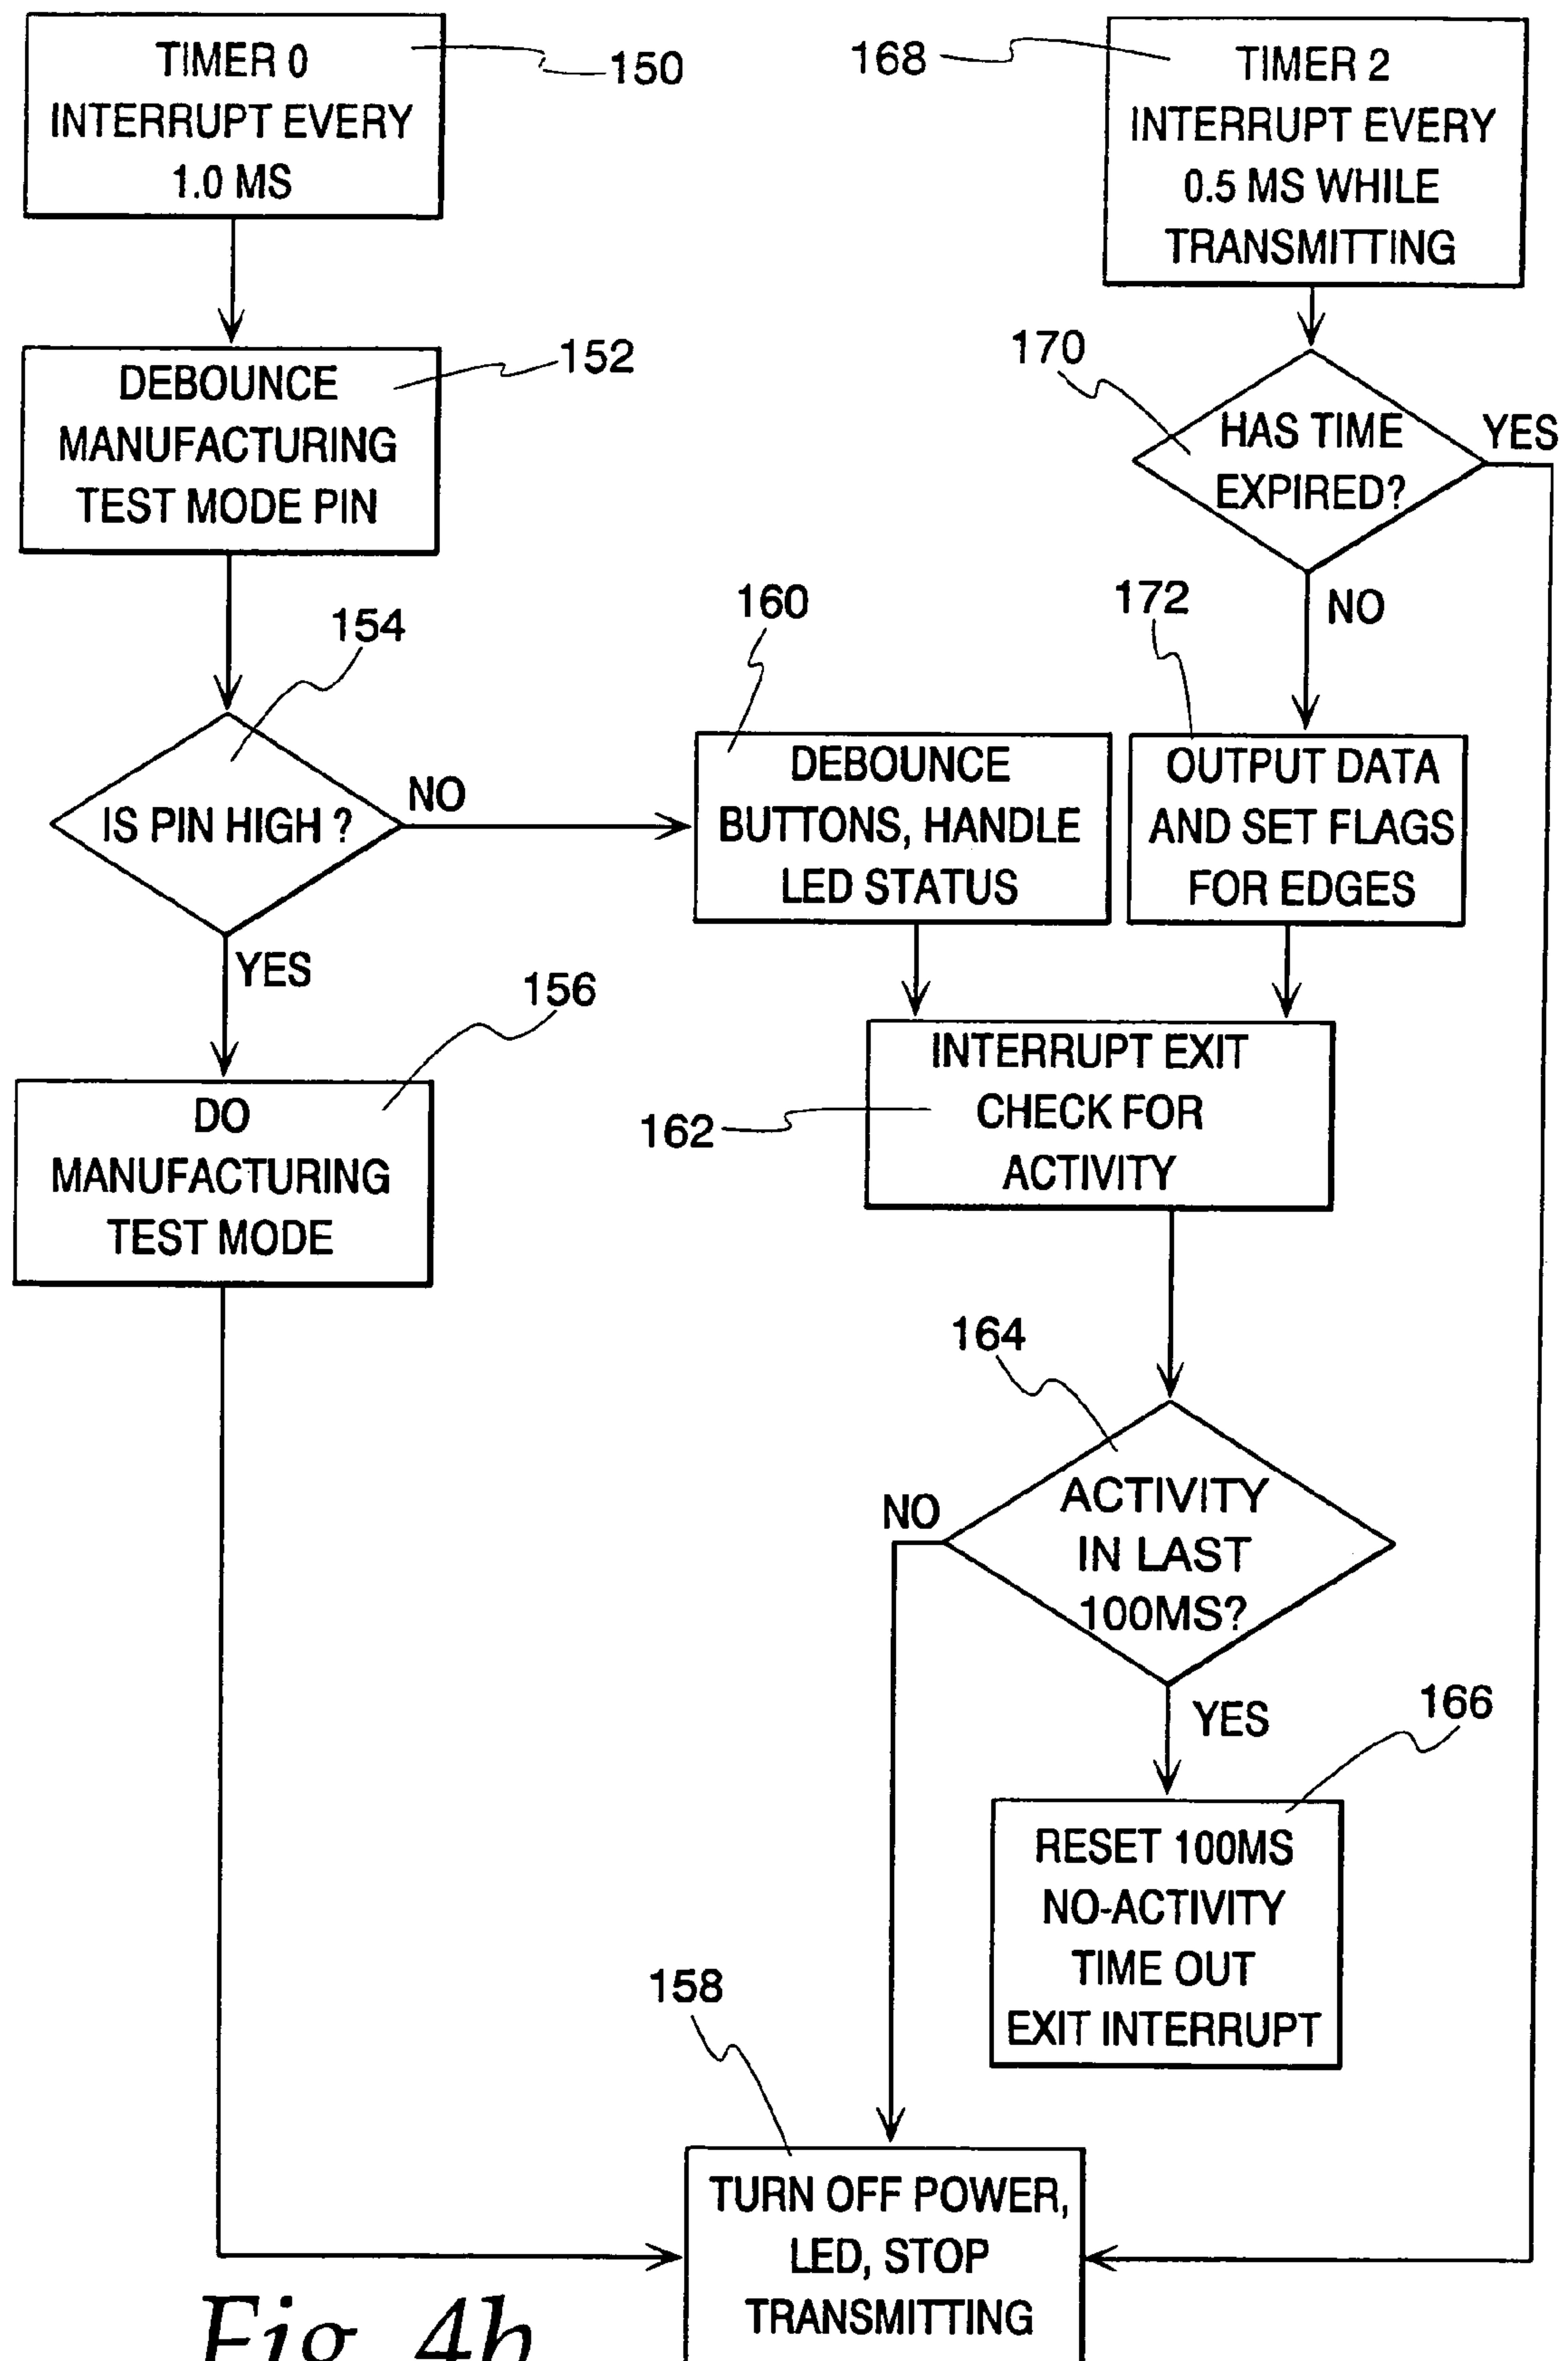 TIMER 0
INTERRUPT EVERY
1.0 MS
150
168
TIMER 2
INTERRUPT EVERY
0.5 MS WHILE
TRANSMITTING
DEBOUNCE
MANUFACTURING
TEST MODE PIN
152
170
HAS TIME
EXPIRED?
YES
NO
154
IS PIN HIGH ?
NO
YES
160
DEBOUNCE
BUTTONS, HANDLE
LED STATUS
172
OUTPUT DATA
AND SET FLAGS
FOR EDGES
156
DO
MANUFACTURING
TEST MODE
162
INTERRUPT EXIT
CHECK FOR
ACTIVITY
164
ACTIVITY
IN LAST
100MS?
NO
YES
166
RESET 100MS
NO-ACTIVITY
TIME OUT
EXIT INTERRUPT
158
TURN OFF POWER,
LED, STOP
TRANSMITTING
Fig. 4b